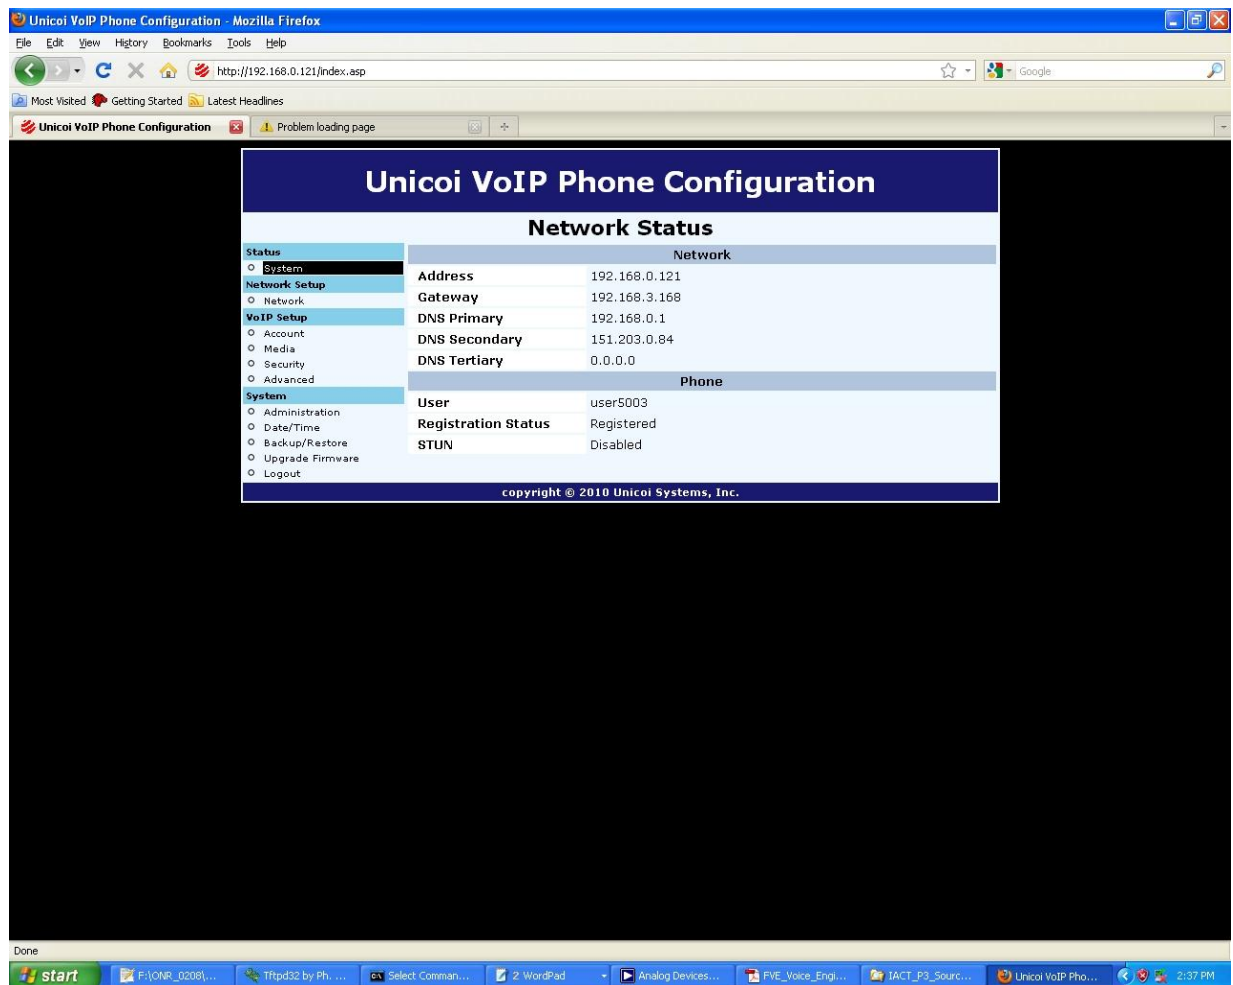 Unicoi VoIP Phone Configuration - Mozilla Firefox
File Edit View History Bookmarks Tools Help
http://192.168.0.121/index.asp Google
Most Visited Getting Started Latest Headlines
Unicoi VoIP Phone Configuration Problem loading page
Unicoi VoIP Phone Configuration
Network Status
Status
System
Network Setup
Network
VoIP Setup
Account
Media
Security
Advanced
System
Administration
Date/Time
Backup/Restore
Upgrade Firmware
Logout
Network
Address 192.168.0.121
Gateway 192.168.3.168
DNS Primary 192.168.0.1
DNS Secondary 151.203.0.84
DNS Tertiary 0.0.0.0
Phone
User user5003
Registration Status Registered
STUN Disabled
copyright © 2010 Unicoi Systems, Inc.
Done
start F:\ONR_0208\... Tftpd32 by Ph. ... Select Comman... 2 WordPad Analog Devices... FVE_Voice_Engi... IACT_P3_Sourc... Unicoi VoIP Pho... 2:37 PM